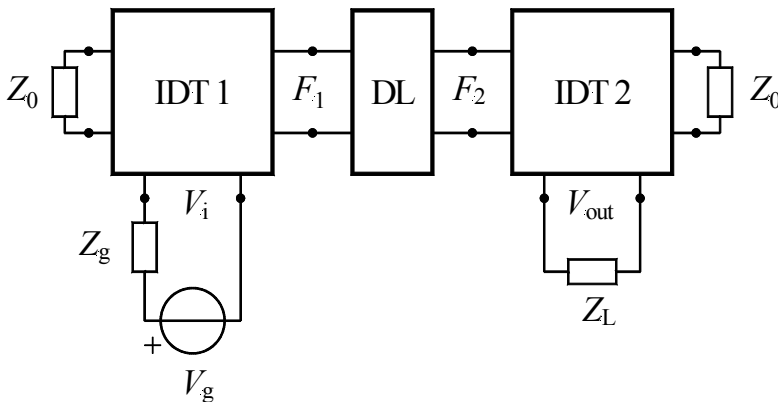 Z₀ IDT 1 F₁ DL F₂ IDT 2 Z₀
Vᵢ Vout
Zg
ZL
+
Vg